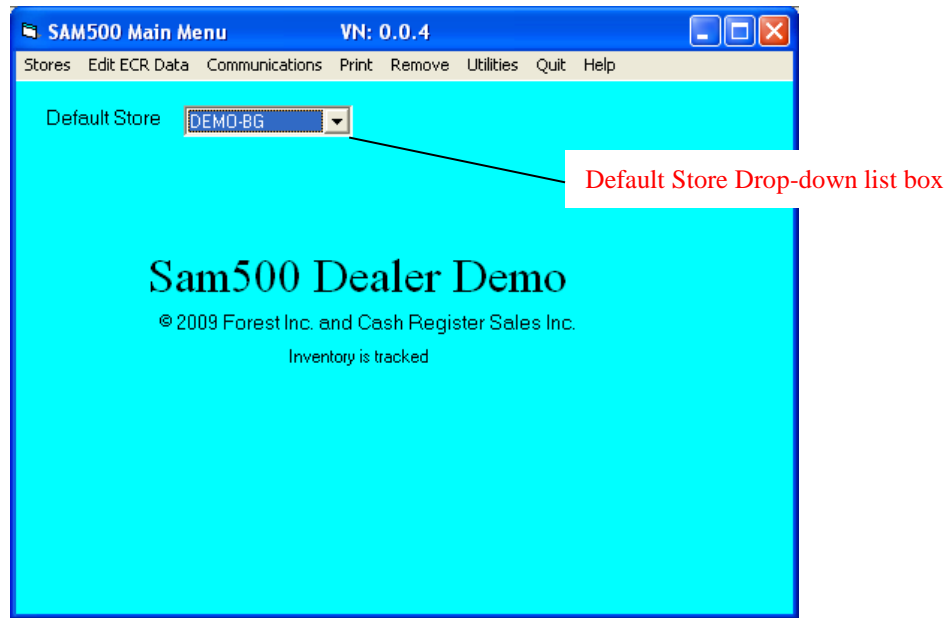 SAM500 Main Menu VN: 0.0.4
Stores Edit ECR Data Communications Print Remove Utilities Quit Help
Default Store DEMO-BG
Default Store Drop-down list box
Sam500 Dealer Demo
© 2009 Forest Inc. and Cash Register Sales Inc.
Inventory is tracked